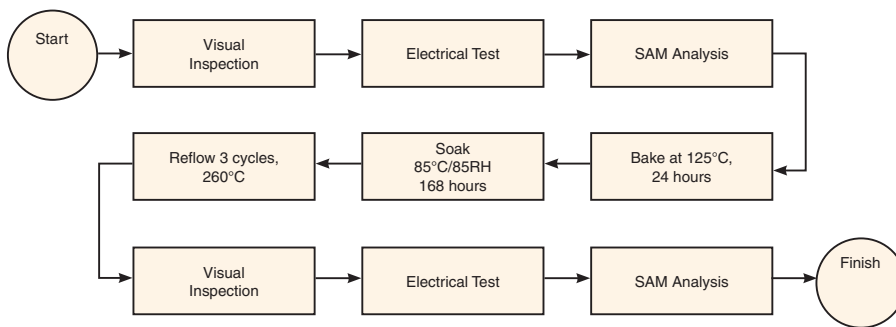 Start
Visual
Inspection
Electrical Test
SAM Analysis
Bake at 125°C,
24 hours
Soak
85°C/85RH
168 hours
Reflow 3 cycles,
260°C
Visual
Inspection
Electrical Test
SAM Analysis
Finish